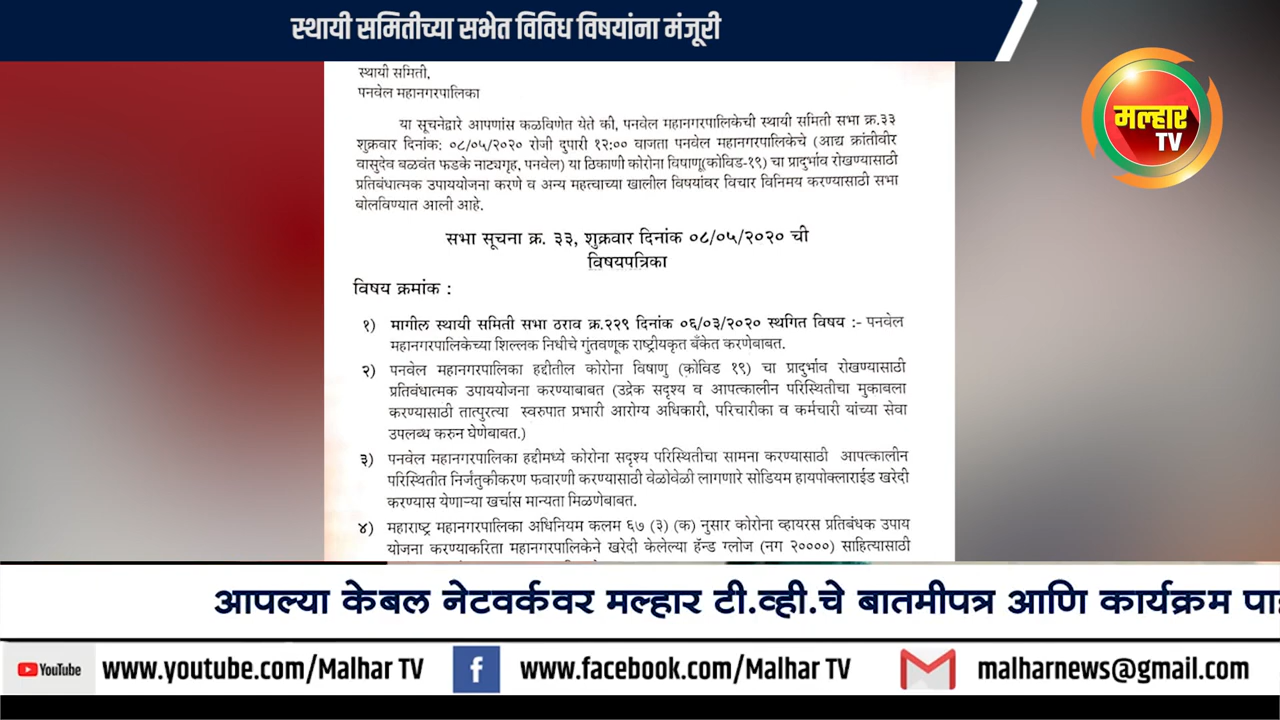 स्थायी समितीच्या सभेत विविध विषयांना मंजूरी
मल्हार
TV
स्थायी समिती,
पनवेल महानगरपालिका
या सूचनेद्वारे आपणांस कळविणेत येते की, पनवेल महानगरपालिकेची स्थायी समिती सभा क्र.३३
शुक्रवार दिनांक: ०८/०५/२०२० रोजी दुपारी १२:०० वाजता पनवेल महानगरपालिकेचे (आद्य क्रांतीवीर
वासुदेव बळवंत फडके नाट्यगृह, पनवेल) या ठिकाणी कोरोना विषाणू(कोविड-१९) चा प्रादुर्भाव रोखण्यासाठी
प्रतिबंधात्मक उपाययोजना करणे व अन्य महत्वाच्या खालील विषयांवर विचार विनिमय करण्यासाठी सभा
बोलविण्यात आली आहे.
सभा सूचना क्र. ३३, शुक्रवार दिनांक ०८/०५/२०२० ची
विषयपत्रिका
विषय क्रमांक :
१) मागील स्थायी समिती सभा ठराव क्र.२२९ दिनांक ०६/०३/२०२० स्थगित विषय :- पनवेल
महानगरपालिकेच्या शिल्लक निधीचे गुंतवणूक राष्ट्रीयकृत बँकेत करणेबाबत.
२) पनवेल महानगरपालिका हद्दीतील कोरोना विषाणु (कोविड १९) चा प्रादुर्भाव रोखण्यासाठी
प्रतिवंधात्मक उपाययोजना करण्याबाबत (उद्रेक सदृश्य व आपत्कालीन परिस्थितीचा मुकाबला
करण्यासाठी तात्पुरत्या स्वरुपात प्रभारी आरोग्य अधिकारी, परिचारीका व कर्मचारी यांच्या सेवा
उपलब्ध करुन घेणेबाबत.)
३) पनवेल महानगरपालिका हद्दीमध्ये कोरोना सदृश्य परिस्थितीचा सामना करण्यासाठी आपत्कालीन
परिस्थितीत निर्जंतुकीकरण फवारणी करण्यासाठी वेळोवेळी लागणारे सोडियम हायपोक्लाराईड खरेदी
करण्यास येणाऱ्या खर्चास मान्यता मिळणेबाबत.
४) महाराष्ट्र महानगरपालिका अधिनियम कलम ६७ (३) (क) नुसार कोरोना व्हायरस प्रतिबंधक उपाय
योजना करण्याकरिता महानगरपालिकेने खरेदी केलेल्या हॅन्ड ग्लोज (नग २००००) साहित्यासाठी
आपल्या केबल नेटवर्कवर मल्हार टी.व्ही.चे बातमीपत्र आणि कार्यक्रम
YouTube www.youtube.com/Malhar TV f www.facebook.com/Malhar TV malharnews@gmail.com